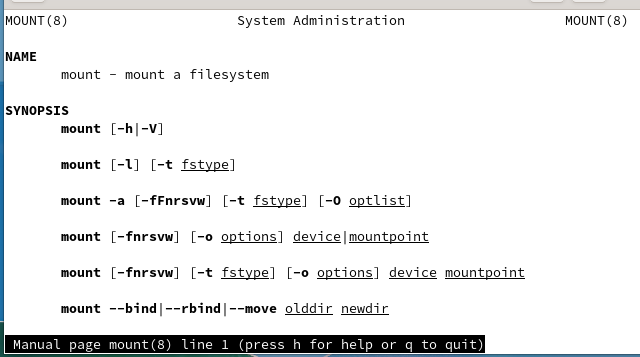 MOUNT(8) System Administration MOUNT(8)
NAME
mount - mount a filesystem
SYNOPSIS
mount [-h|-V]
mount [-l] [-t fstype]
mount -a [-fFnrsvw] [-t fstype] [-O optlist]
mount [-fnrsvw] [-o options] device|mountpoint
mount [-fnrsvw] [-t fstype] [-o options] device mountpoint
mount --bind|--rbind|--move olddir newdir
Manual page mount(8) line 1 (press h for help or q to quit)